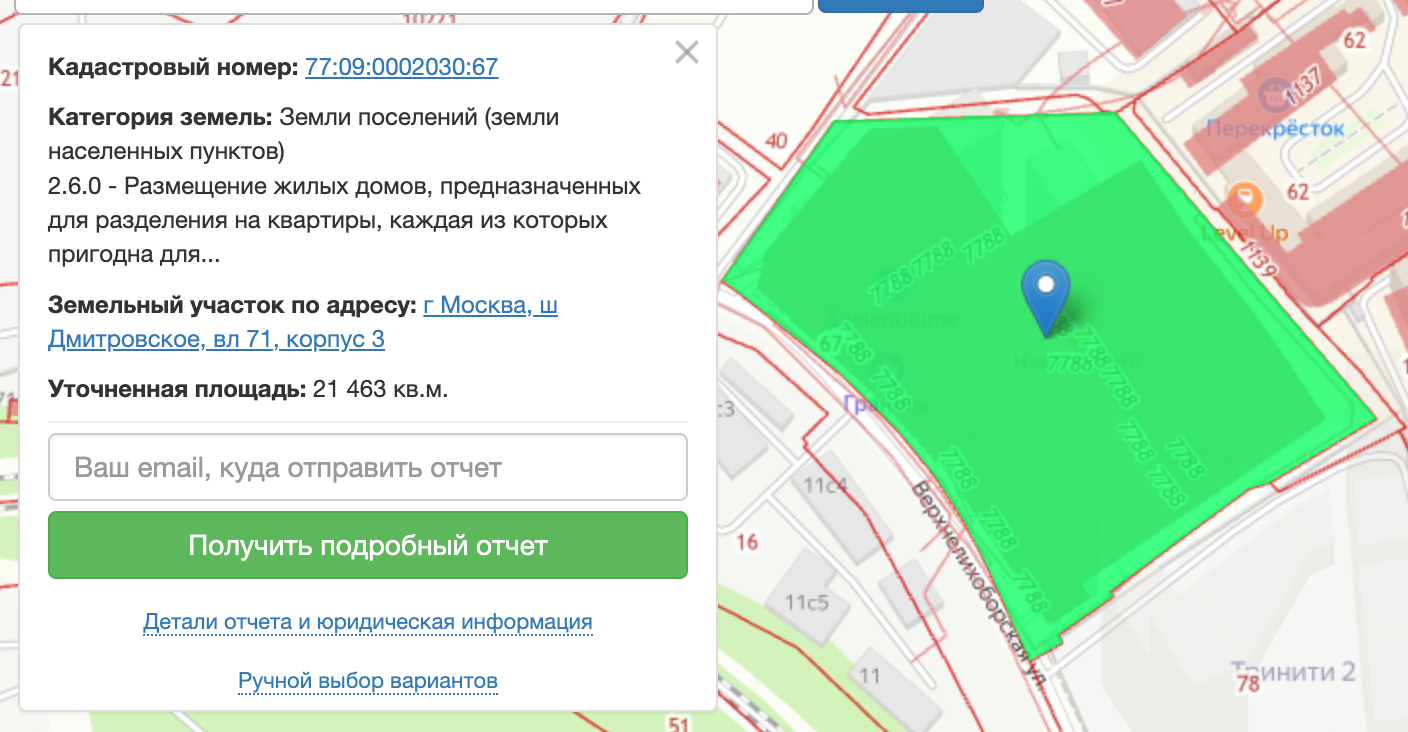 10221
21
Кадастровый номер: 77:09:0002030:67
Категория земель: Земли поселений (земли
населенных пунктов)
2.6.0 - Размещение жилых домов, предназначенных
для разделения на квартиры, каждая из которых
пригодна для...
Земельный участок по адресу: г Москва, ш
Дмитровское, вл 71, корпус 3
Уточненная площадь: 21 463 кв.м.
Ваш email, куда отправить отчет
Получить подробный отчет
Детали отчета и юридическая информация
Ручной выбор вариантов
62
1137
Перекрёсток
40
62
Level Up
1139
7788
7788
7788
Seelenblume
67
7788
7788
7788
7788
7788
7788
7788
7788
7788
7788
7788
7788
11с4
Верхнелихоборская ул.
16
11с5
11
Тринити 2
78
51